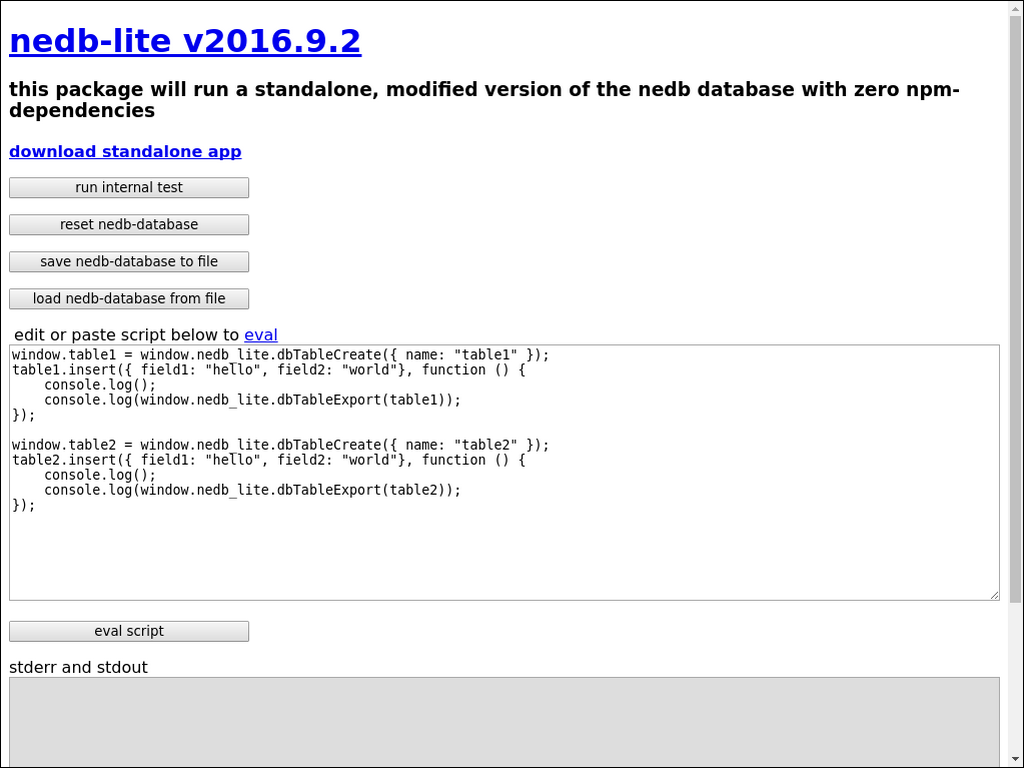 nedb-lite v2016.9.2
this package will run a standalone, modified version of the nedb database with zero npm-
dependencies
download standalone app
run internal test
reset nedb-database
save nedb-database to file
load nedb-database from file
edit or paste script below to eval
window.table1 = window.nedb_lite.dbTableCreate({ name: "table1" });
table1.insert({ field1: "hello", field2: "world"}, function () {
    console.log();
    console.log(window.nedb_lite.dbTableExport(table1));
});

window.table2 = window.nedb_lite.dbTableCreate({ name: "table2" });
table2.insert({ field1: "hello", field2: "world"}, function () {
    console.log();
    console.log(window.nedb_lite.dbTableExport(table2));
});
eval script
stderr and stdout